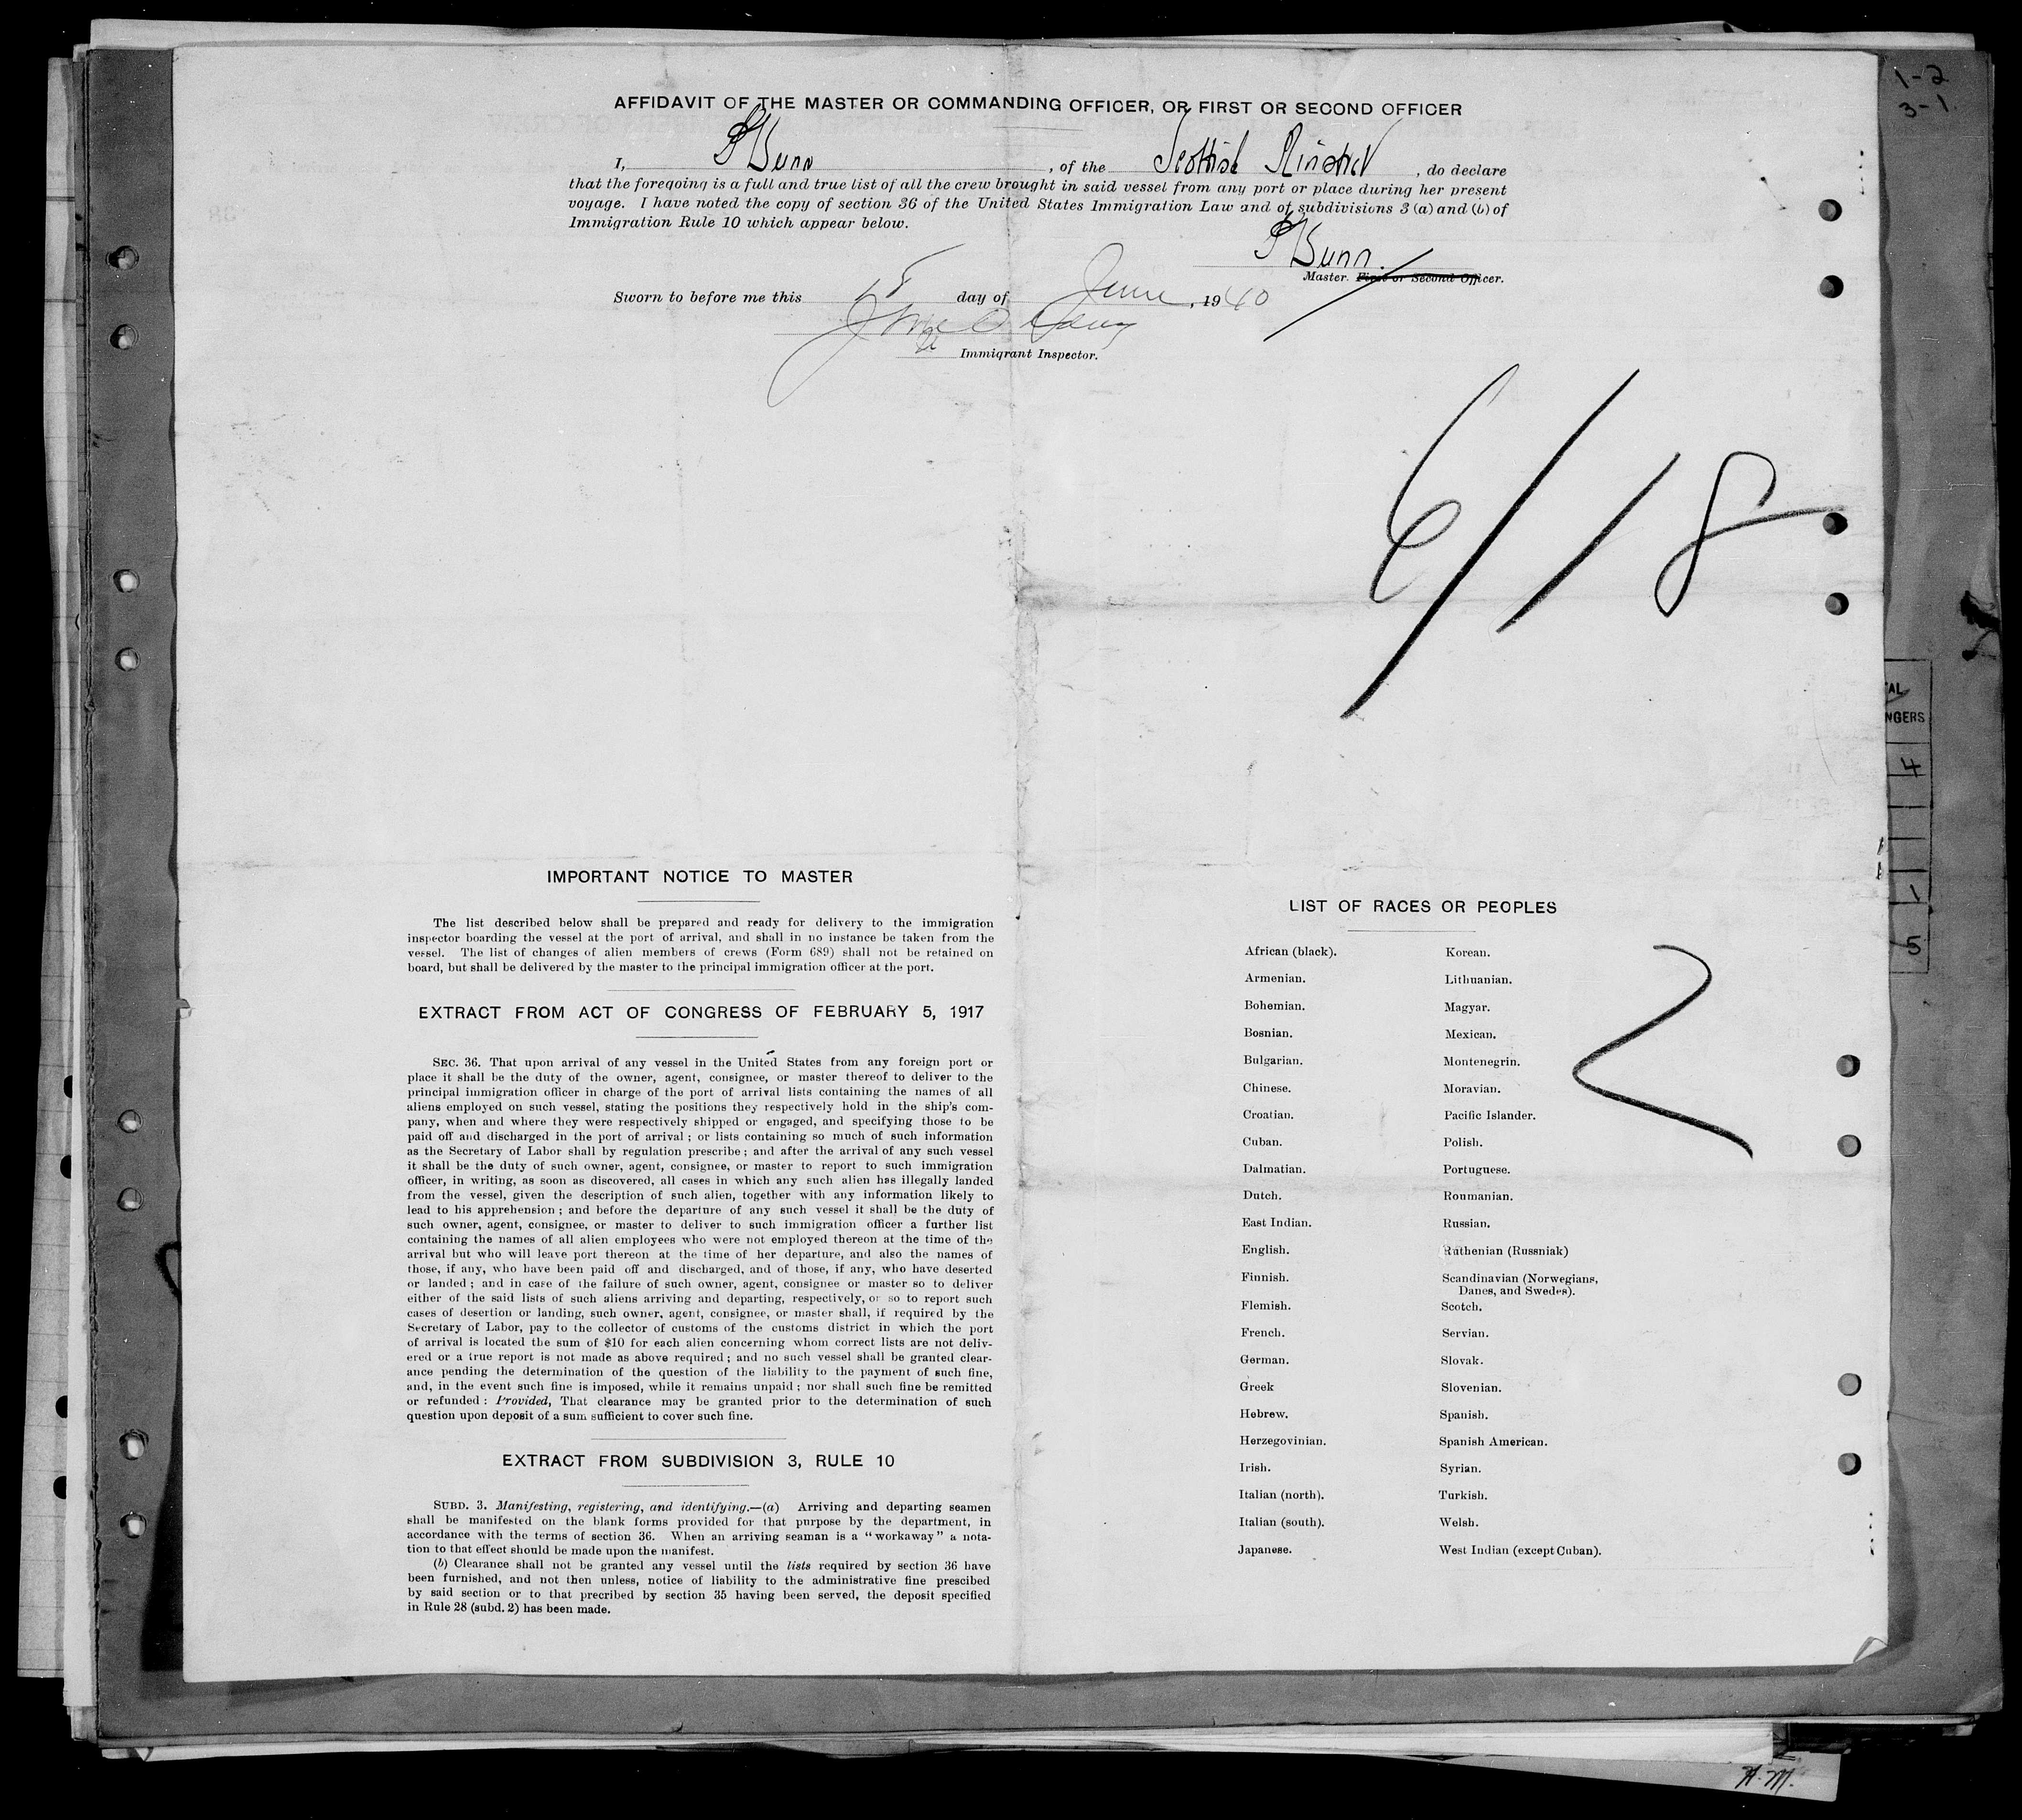 1-2
3-1
AFFIDAVIT OF THE MASTER OR COMMANDING OFFICER, OR FIRST OR SECOND OFFICER
I, Dunn, of the Scottish, do declare
that the foregoing is a full and true list of all the crew brought in said vessel from any port or place during her present
voyage. I have noted the copy of section 36 of the United States Immigration Law and of subdivisions 3 (a) and (b) of
Immigration Rule 10 which appear below.
Dunn.
Master. First or Second Officer.
Sworn to before me this 18 day of June, 1940
Immigrant Inspector.
6/18
AL
NGERS
4
1
5
IMPORTANT NOTICE TO MASTER
The list described below shall be prepared and ready for delivery to the immigration
inspector boarding the vessel at the port of arrival, and shall in no instance be taken from the
vessel. The list of changes of alien members of crews (Form 689) shall not be retained on
board, but shall be delivered by the master to the principal immigration officer at the port.
EXTRACT FROM ACT OF CONGRESS OF FEBRUARY 5, 1917
SEC. 36. That upon arrival of any vessel in the United States from any foreign port or
place it shall be the duty of the owner, agent, consignee, or master thereof to deliver to the
principal immigration officer in charge of the port of arrival lists containing the names of all
aliens employed on such vessel, stating the positions they respectively hold in the ship's com-
pany, when and where they were respectively shipped or engaged, and specifying those to be
paid off and discharged in the port of arrival; or lists containing so much of such information
as the Secretary of Labor shall by regulation prescribe; and after the arrival of any such vessel
it shall be the duty of such owner, agent, consignee, or master to report to such immigration
officer, in writing, as soon as discovered, all cases in which any such alien has illegally landed
from the vessel, given the description of such alien, together with any information likely to
lead to his apprehension; and before the departure of any such vessel it shall be the duty of
such owner, agent, consignee, or master to deliver to such immigration officer a further list
containing the names of all alien employees who were not employed thereon at the time of the
arrival but who will leave port thereon at the time of her departure, and also the names of
those, if any, who have been paid off and discharged, and of those, if any, who have deserted
or landed; and in case of the failure of such owner, agent, consignee or master so to deliver
either of the said lists of such aliens arriving and departing, respectively, or so to report such
cases of desertion or landing, such owner, agent, consignee, or master shall, if required by the
Secretary of Labor, pay to the collector of customs of the customs district in which the port
of arrival is located the sum of $10 for each alien concerning whom correct lists are not deliv-
ered or a true report is not made as above required; and no such vessel shall be granted clear-
ance pending the determination of the question of the liability to the payment of such fine,
and, in the event such fine is imposed, while it remains unpaid; nor shall such fine be remitted
or refunded: Provided, That clearance may be granted prior to the determination of such
question upon deposit of a sum sufficient to cover such fine.
EXTRACT FROM SUBDIVISION 3, RULE 10
SUBD. 3. Manifesting, registering, and identifying.—(a) Arriving and departing seamen
shall be manifested on the blank forms provided for that purpose by the department, in
accordance with the terms of section 36. When an arriving seaman is a "workaway" a nota-
tion to that effect should be made upon the manifest.
(b) Clearance shall not be granted any vessel until the lists required by section 36 have
been furnished, and not then unless, notice of liability to the administrative fine prescibed
by said section or to that precribed by section 35 having been served, the deposit specified
in Rule 28 (subd. 2) has been made.
LIST OF RACES OR PEOPLES
African (black).
Armenian.
Bohemian.
Bosnian.
Bulgarian.
Chinese.
Croatian.
Cuban.
Dalmatian.
Dutch.
East Indian.
English.
Finnish.
Flemish.
French.
German.
Greek
Hebrew.
Herzegovinian.
Irish.
Italian (north).
Italian (south).
Japanese.
Korean.
Lithuanian.
Magyar.
Mexican.
Montenegrin.
Moravian.
Pacific Islander.
Polish.
Portuguese.
Roumanian.
Russian.
Ruthenian (Russniak)
Scandinavian (Norwegians,
Danes, and Swedes).
Scotch.
Servian.
Slovak.
Slovenian.
Spanish.
Spanish American.
Syrian.
Turkish.
Welsh.
West Indian (except Cuban).
H.M.